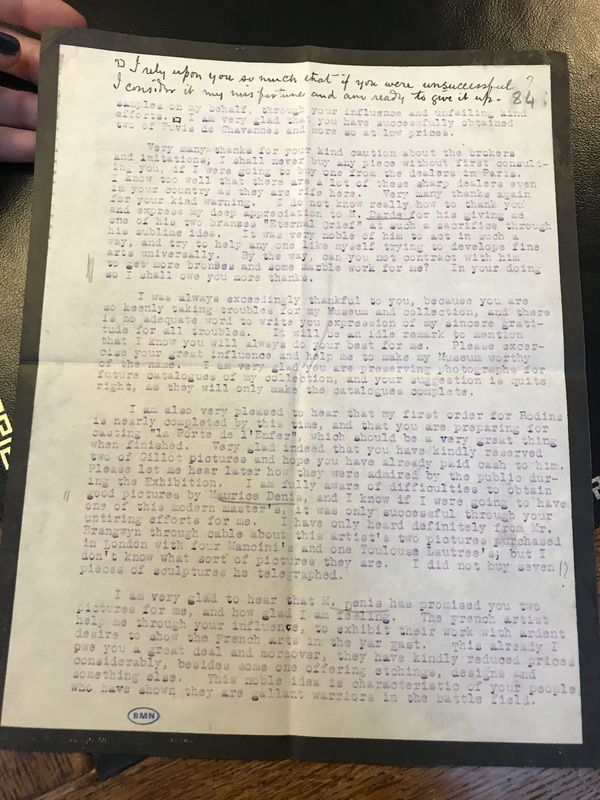 I rely upon you so much that if you were unsuccessful?
I consider it my misfortune and am ready to give it up. 84
samples on my behalf, through your influence and unfailing kind
efforts. I am very glad that you have successfully obtained
two of Puvis de Chavannes and more so at low prices.
Very many thanks for your kind caution about the brokers
and imitations, I shall never buy any piece without first consult-
ing you, if I were going to buy one from the dealers in Paris.
I know too well that there are a lot of these sharp dealers even
in your country as they are rife here. Very many thanks again
for your kind warning. I do not know really how to thank you
and express my deep appreciation to M. Dardé for his giving me
one of his two bronzes "Eternal Grief" at such a sacrifice through
his sublime idea. It was very noble of him to act in such a
way, and try to help any one like myself trying to develope fine
arts universally. By the way, can you not contract with him
to get more bronzes and some marble work for me? In your doing
so I shall owe you more thanks.
I was always exceedingly thankful to you, because you are
so keenly taking troubles for my Museum and collection, and there
is no adequate word to write you expression of my sincere grati-
tude for all troubles. It will be an idle remark to mention
that I know you will always do your best for me. Please exer-
cise your great influence and help me to make my Museum worthy
of the name. I am very glad you are preserving photographs for
future catalogues of my collection, and your suggestion is quite
right, as they will only make the catalogues complete.
I am also very pleased to hear that my first order for Rodins
is nearly completed by this time, and that you are preparing for
casting "la Porte de l'Enfer", which should be a very great thing
when finished. Very glad indeed that you have kindly reserved
two of Gillot pictures and hope you have already paid cash to him.
Please let me hear later how they were admired by the public dur-
ing the Exhibition. I am fully aware of difficulties to obtain
good pictures by Maurice Denis, and I know if I were going to have
one of this modern master's, it was only successful through your
untiring efforts for me. I have only heard definitely from Mr.
Brangwyn through cable about this artist's two pictures purchased
in London with four Mancini's and one Toulouse Lautrec's; but I
don't know what sort of pictures they are. I did not buy seven
pieces of sculptures he telegraphed. !?
I am very glad to hear that M. Denis has promised you two
pictures for me, and how glad I am feeling. The French artist
help me through your influence, to exhibit their work with ardent
desire to show the French arts in the Far East. This already I
owe you a great deal and moreover, they have kindly reduced prices
considerably, besides some one offering etchings, designs and
something else. This noble idea is characteristic of your people,
who have shown they are gallant warriors in the battle field.
BMN